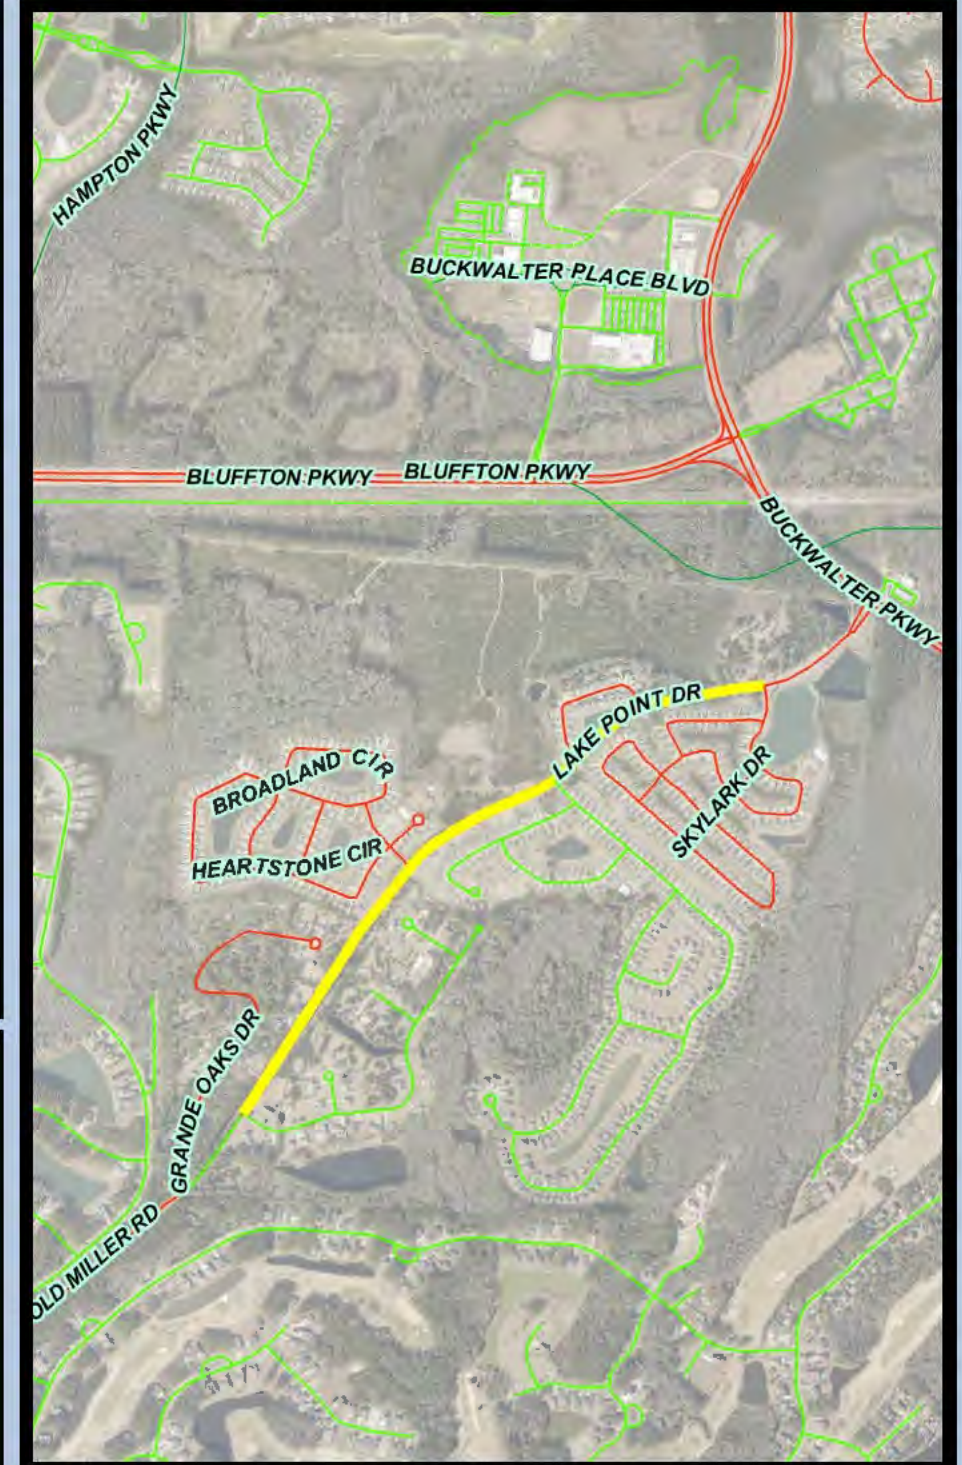 HAMPTON PKWY
BUCKWALTER PLACE BLVD
BLUFFTON PKWY
BLUFFTON PKWY
BUCKWALTER PKWY
LAKE POINT DR
BROADLAND CIR
SKYLARK DR
HEARTSTONE CIR
GRANDE OAKS DR
OLD MILLER RD